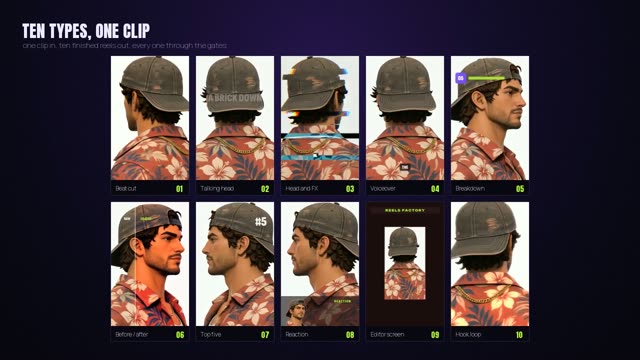 TEN TYPES, ONE CLIP
one clip in, ten finished reels out, every one through the gates
A BRICK DOWN
05
Beat cut 01
Talking head 02
Head and FX 03
Voiceover 04
Breakdown 05
#5
REACTION
REELS FACTORY
Before / after 06
Top five 07
Reaction 08
Editor screen 09
Hook loop 10